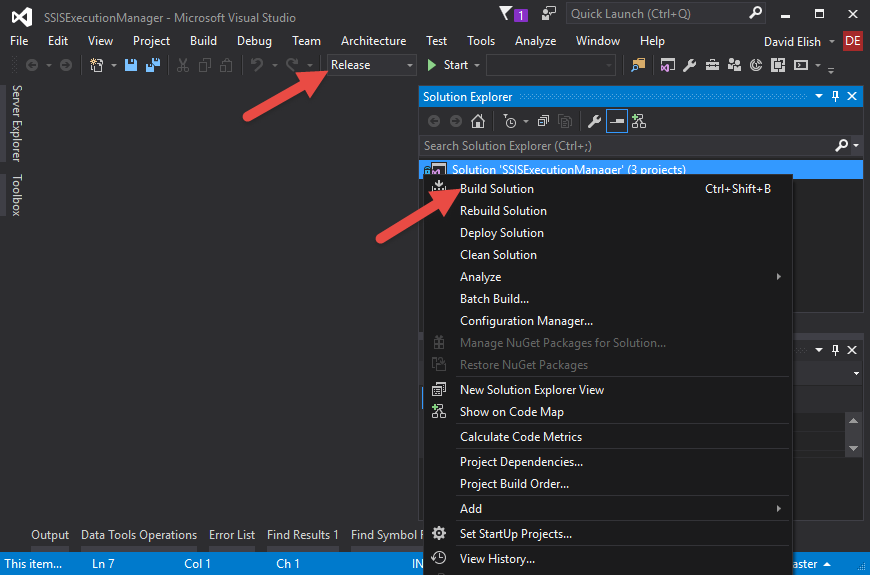 SSISExecutionManager - Microsoft Visual Studio
1
Quick Launch (Ctrl+Q)
File Edit View Project Build Debug Team Architecture Test Tools Analyze Window Help David Elish DE
Release Start
Server Explorer
Toolbox
Solution Explorer
Search Solution Explorer (Ctrl+;)
Solution 'SSISExecutionManager' (3 projects)
Build Solution Ctrl+Shift+B
Rebuild Solution
Deploy Solution
Clean Solution
Analyze
Batch Build...
Configuration Manager...
Manage NuGet Packages for Solution...
Restore NuGet Packages
New Solution Explorer View
Show on Code Map
Calculate Code Metrics
Project Dependencies...
Project Build Order...
Add
Set StartUp Projects...
View History...
Output Data Tools Operations Error List Find Results 1 Find Symbol
This item... Ln 7 Col 1 Ch 1 IN aster